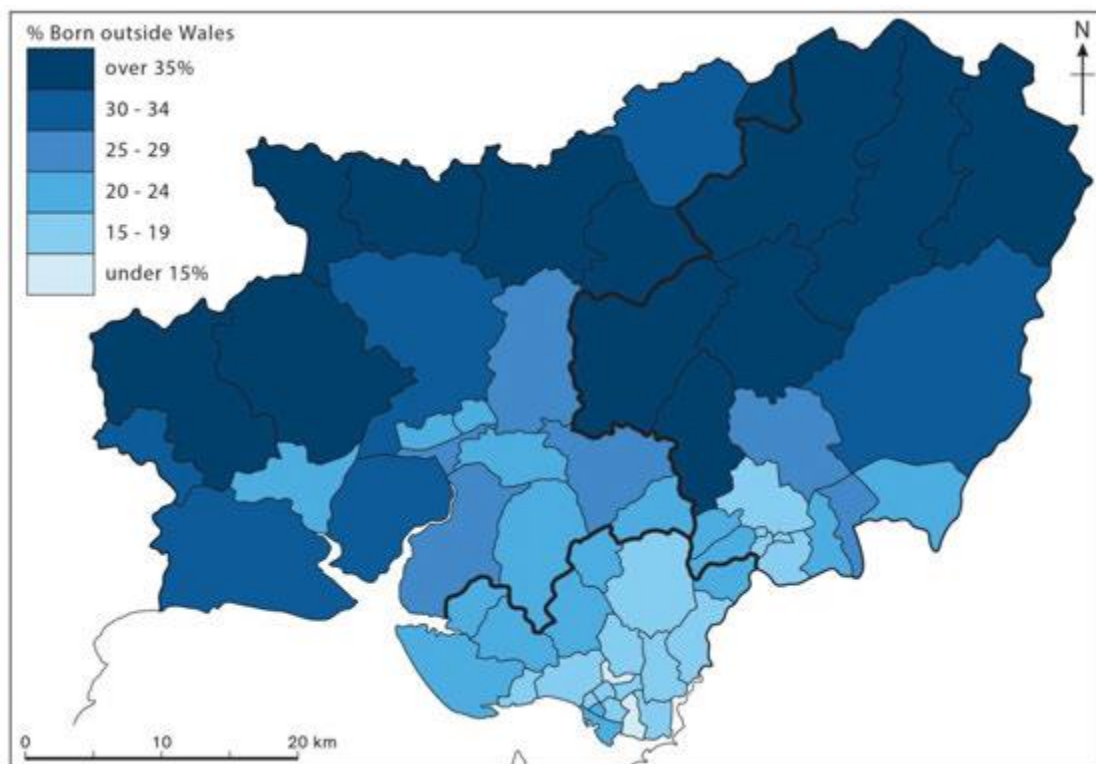 % Born outside Wales
over 35%
30 - 34
25 - 29
20 - 24
15 - 19
under 15%
N
0 10 20 km